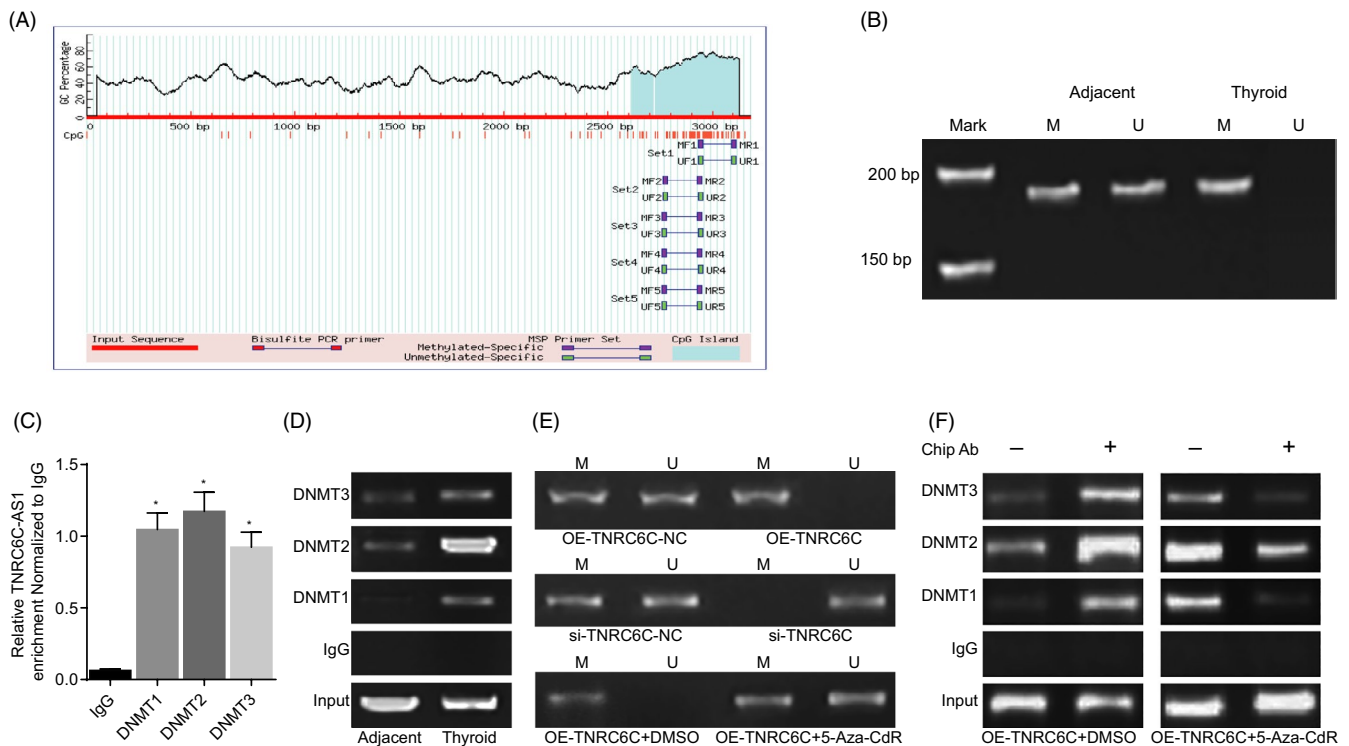 (A)
GC Percentage
80
60
40
20
0
0 500 bp 1000 bp 1500 bp 2000 bp 2500 bp 3000 bp
CpG
Set1 MF1 MR1
UF1 UR1
Set2 MF2 MR2
UF2 UR2
Set3 MF3 MR3
UF3 UR3
Set4 MF4 MR4
UF4 UR4
Set5 MF5 MR5
UF5 UR5
Input Sequence Bisulfite PCR primer MSP Primer Set CpG Island
Methylated-Specific
Unmethylated-Specific
(B)
Adjacent Thyroid
Mark M U M U
200 bp
150 bp
(C)
Relative TNRC6C-AS1
enrichment Normalized to IgG
1.5
1.0
0.5
0.0
* * *
IgG DNMT1 DNMT2 DNMT3
(D)
DNMT3
DNMT2
DNMT1
IgG
Input
Adjacent Thyroid
(E)
M U M U
OE-TNRC6C-NC OE-TNRC6C
M U M U
si-TNRC6C-NC si-TNRC6C
M U M U
OE-TNRC6C+DMSO OE-TNRC6C+5-Aza-CdR
(F)
Chip Ab – + – +
DNMT3
DNMT2
DNMT1
IgG
Input
OE-TNRC6C+DMSO OE-TNRC6C+5-Aza-CdR